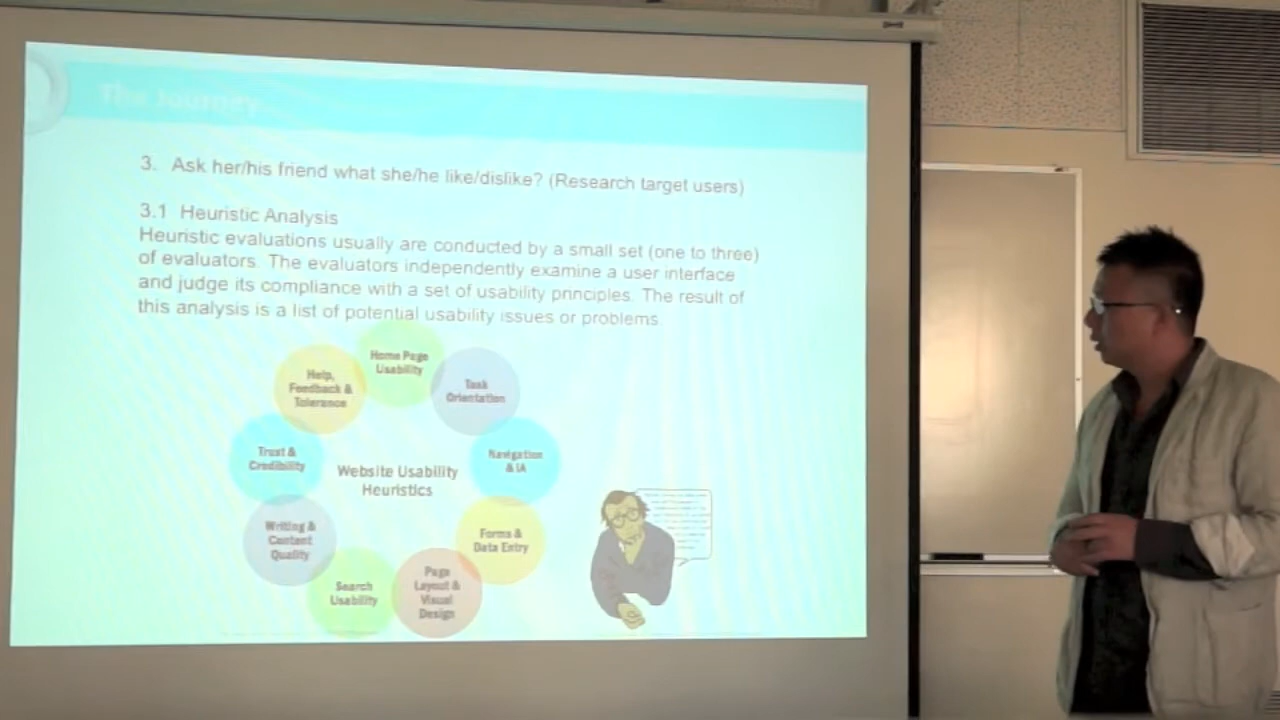 The Journey
3. Ask her/his friend what she/he like/dislike? (Research target users)
3.1 Heuristic Analysis
Heuristic evaluations usually are conducted by a small set (one to three)
of evaluators. The evaluators independently examine a user interface
and judge its compliance with a set of usability principles. The result of
this analysis is a list of potential usability issues or problems.
Home Page
Usability
Task
Orientation
Navigation
& IA
Forms &
Data Entry
Page
Layout &
Visual
Design
Search
Usability
Writing &
Content
Quality
Trust &
Credibility
Help,
Feedback &
Tolerance
Website Usability
Heuristics